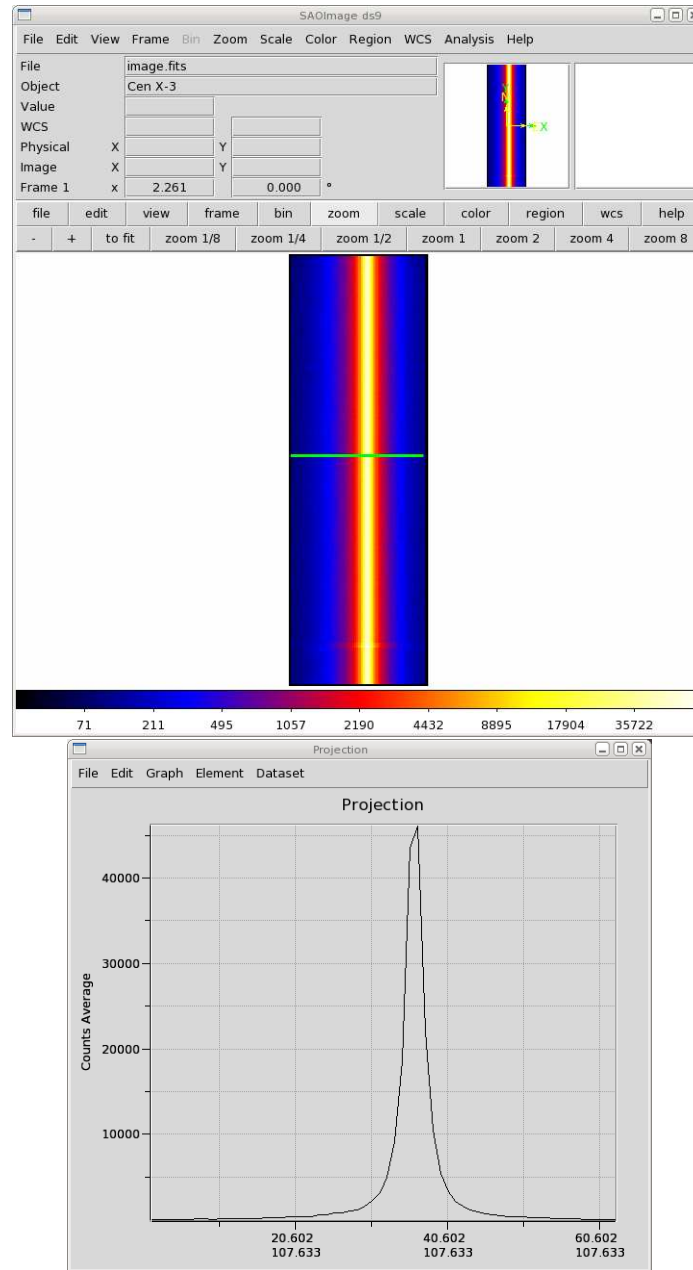 SAOImage ds9
File Edit View Frame Bin Zoom Scale Color Region WCS Analysis Help
File image.fits
Object Cen X-3
Value
WCS
Physical X Y
Image X Y
Frame 1 x 2.261 0.000 °
N Y X
file edit view frame bin zoom scale color region wcs help
- + to fit zoom 1/8 zoom 1/4 zoom 1/2 zoom 1 zoom 2 zoom 4 zoom 8
71 211 495 1057 2190 4432 8895 17904 35722
Projection
File Edit Graph Element Dataset
Projection
Counts Average
40000
30000
20000
10000
20.602 40.602 60.602
107.633 107.633 107.633